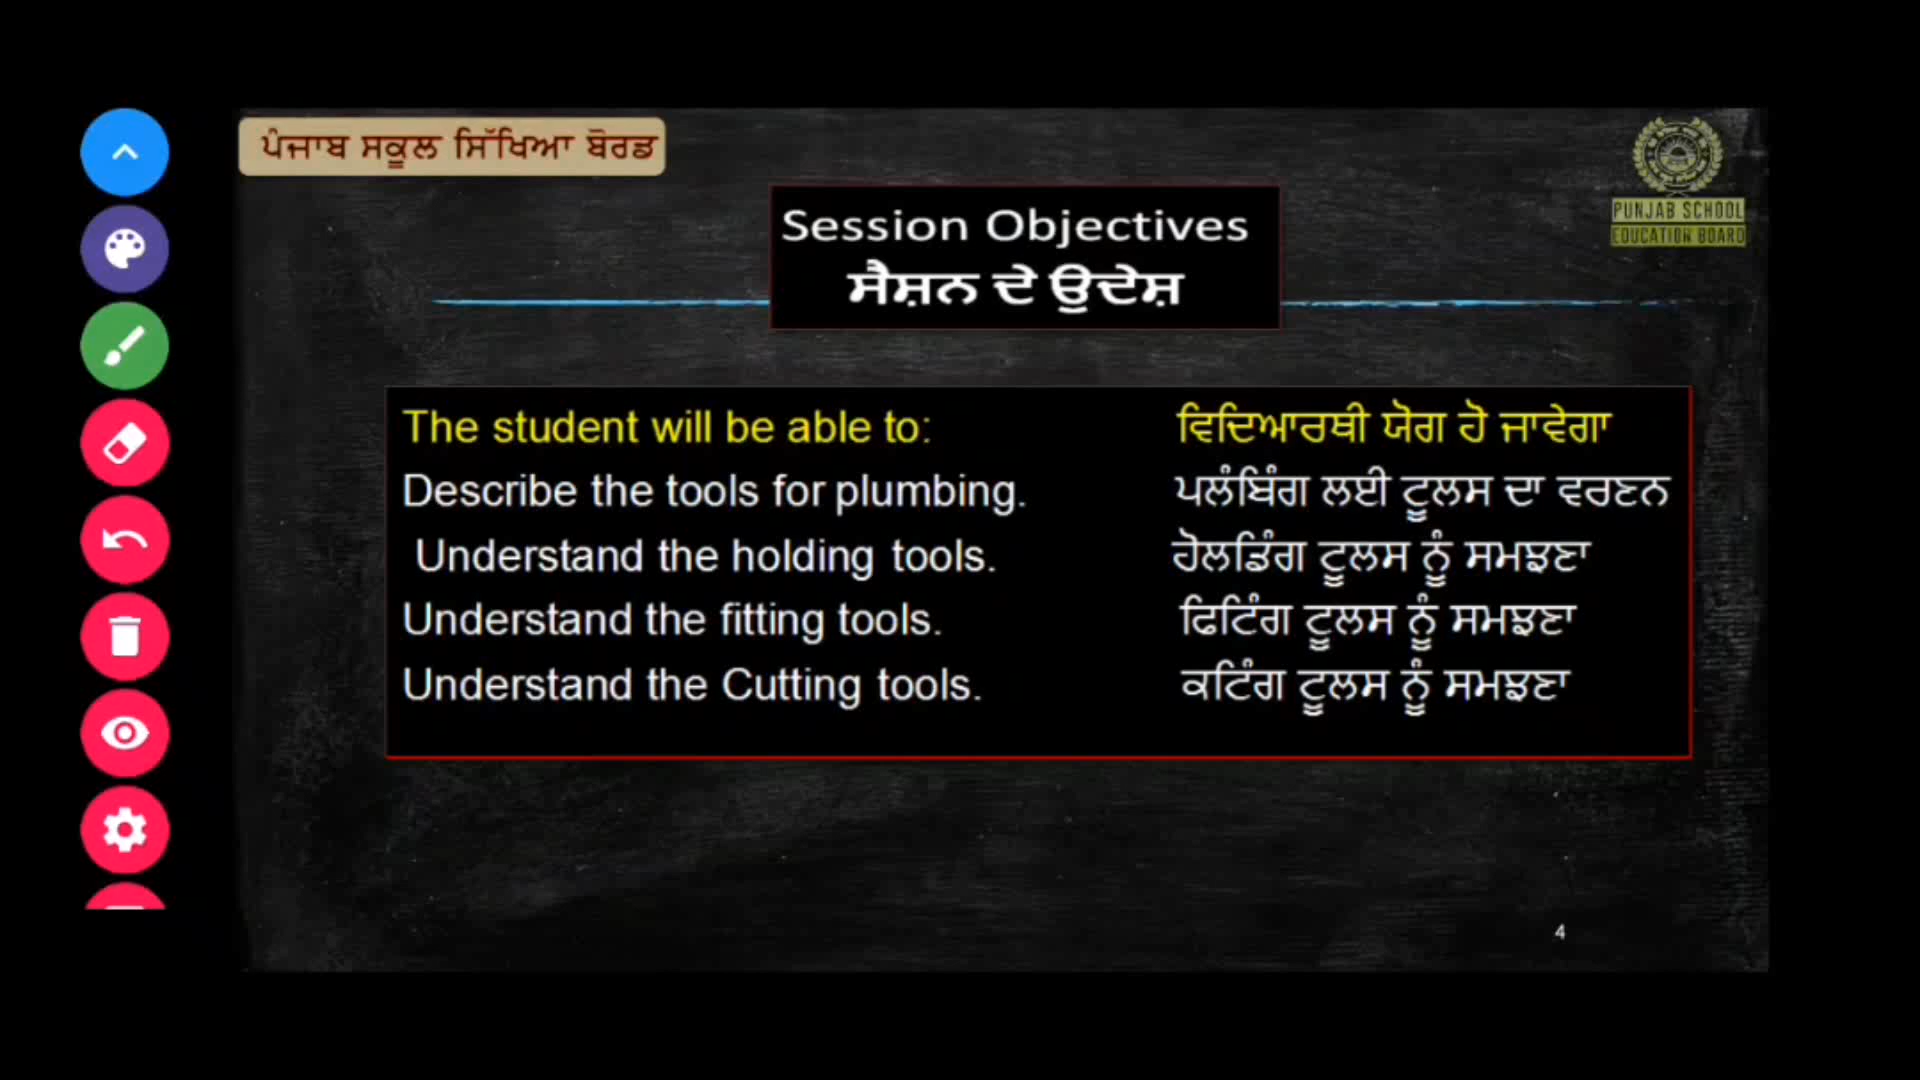 ਪੰਜਾਬ ਸਕੂਲ ਸਿੱਖਿਆ ਬੋਰਡ
PUNJAB SCHOOL
EDUCATION BOARD
Session Objectives
ਸੈਸ਼ਨ ਦੇ ਉਦੇਸ਼
The student will be able to: ਵਿਦਿਆਰਥੀ ਯੋਗ ਹੋ ਜਾਵੇਗਾ
Describe the tools for plumbing. ਪਲੰਬਿੰਗ ਲਈ ਟੂਲਸ ਦਾ ਵਰਣਨ
Understand the holding tools. ਹੋਲਡਿੰਗ ਟੂਲਸ ਨੂੰ ਸਮਝਣਾ
Understand the fitting tools. ਫਿਟਿੰਗ ਟੂਲਸ ਨੂੰ ਸਮਝਣਾ
Understand the Cutting tools. ਕਟਿੰਗ ਟੂਲਸ ਨੂੰ ਸਮਝਣਾ
4